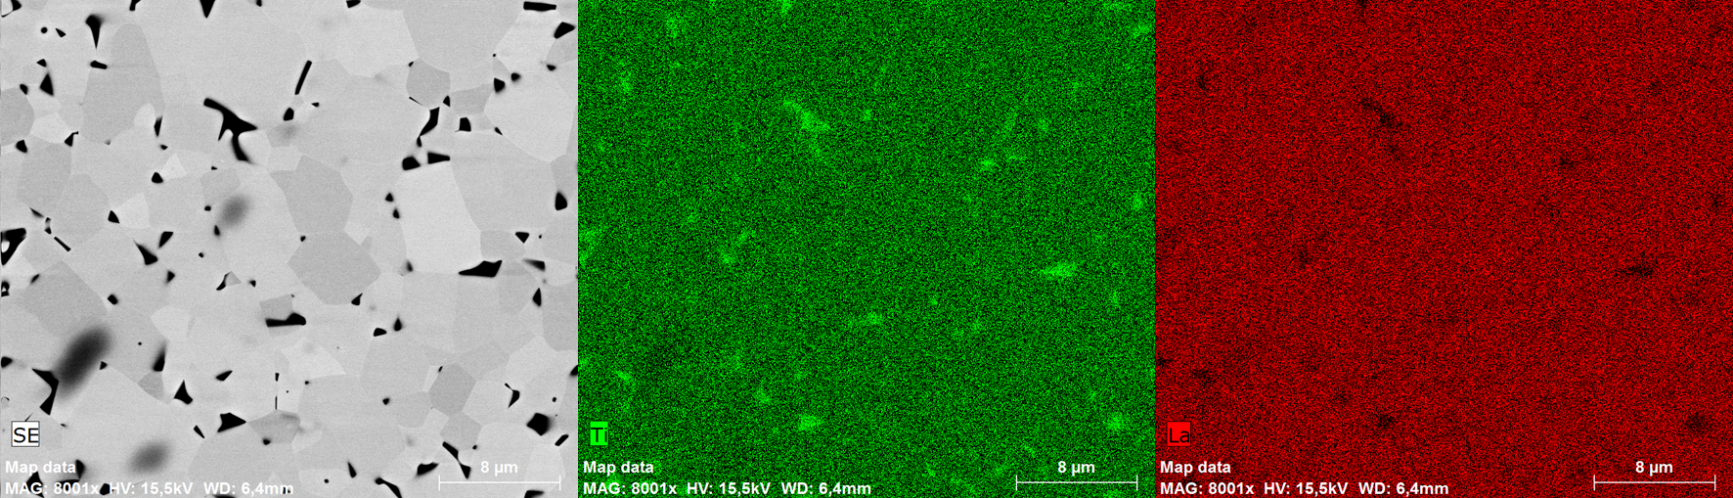 SE
Map data
MAG: 8001x HV: 15,5kV WD: 6,4mm
8 µm
Ti
Map data
MAG: 8001x HV: 15,5kV WD: 6,4mm
8 µm
La
Map data
MAG: 8001x HV: 15,5kV WD: 6,4mm
8 µm